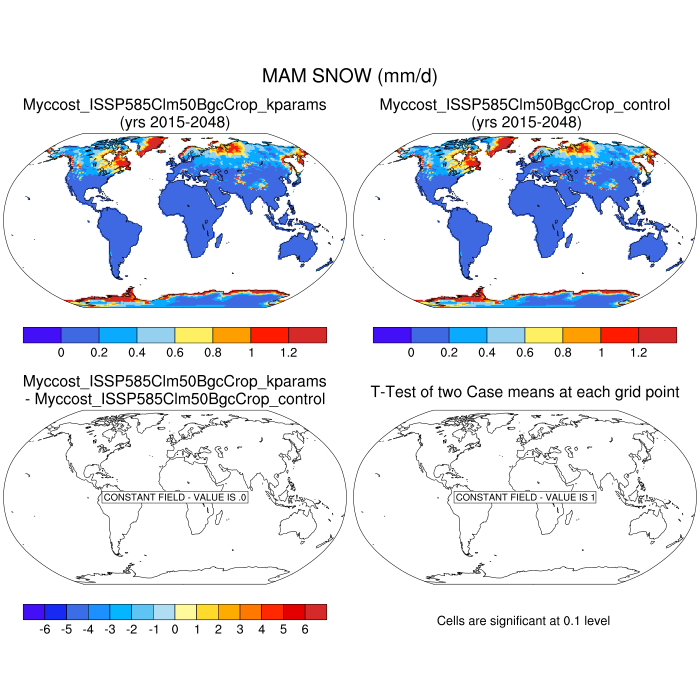 MAM SNOW (mm/d)
Myccost_ISSP585Clm50BgcCrop_kparams
(yrs 2015-2048)
Myccost_ISSP585Clm50BgcCrop_control
(yrs 2015-2048)
0 0.2 0.4 0.6 0.8 1 1.2
0 0.2 0.4 0.6 0.8 1 1.2
Myccost_ISSP585Clm50BgcCrop_kparams
- Myccost_ISSP585Clm50BgcCrop_control
T-Test of two Case means at each grid point
CONSTANT FIELD - VALUE IS .0
CONSTANT FIELD - VALUE IS 1
-6 -5 -4 -3 -2 -1 0 1 2 3 4 5 6
Cells are significant at 0.1 level